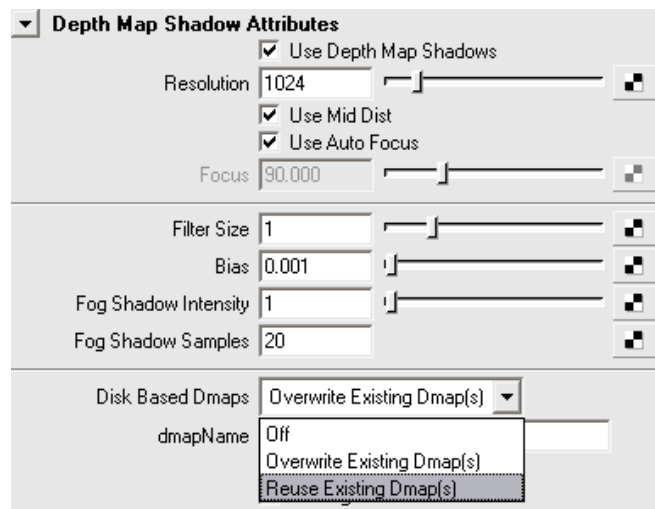 Depth Map Shadow Attributes
Use Depth Map Shadows
Resolution 1024
Use Mid Dist
Use Auto Focus
Focus 90.000
Filter Size 1
Bias 0.001
Fog Shadow Intensity 1
Fog Shadow Samples 20
Disk Based Dmaps Overwrite Existing Dmap(s)
dmapName Off
Overwrite Existing Dmap(s)
Reuse Existing Dmap(s)